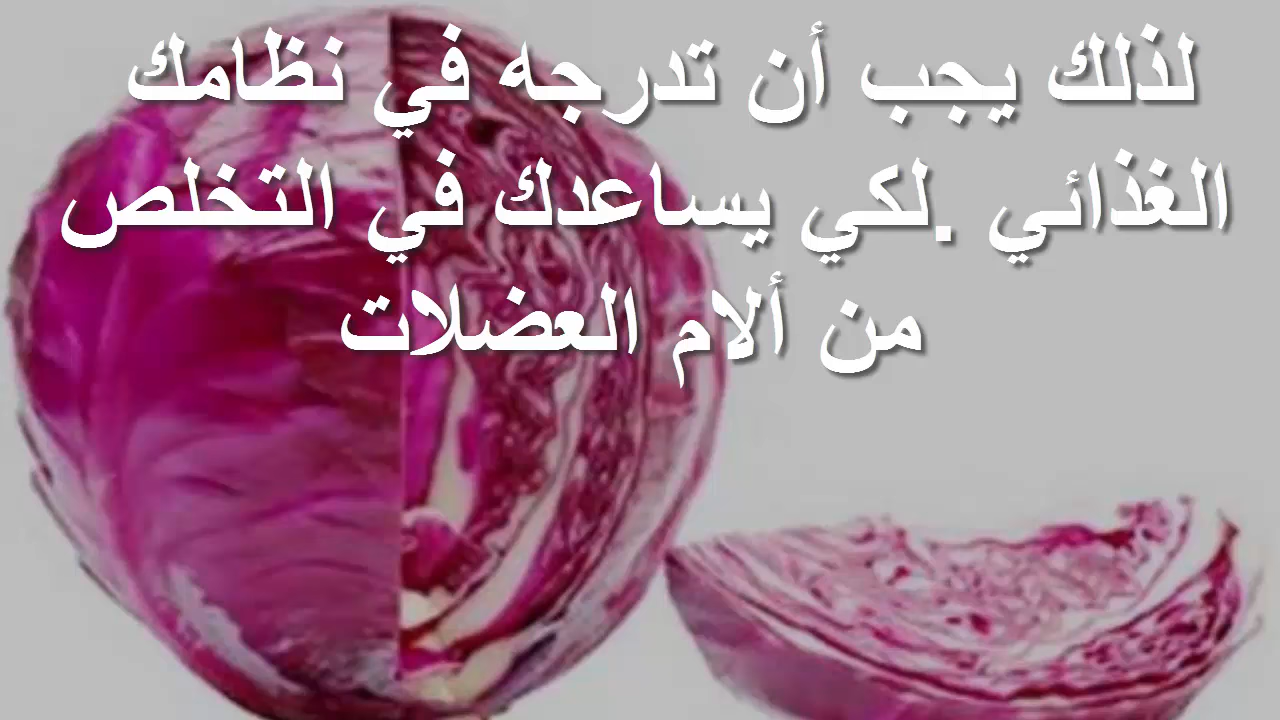 لذلك يجب أن تدرجه في نظامك
الغذائي .لكي يساعدك في التخلص
من ألام العضلات